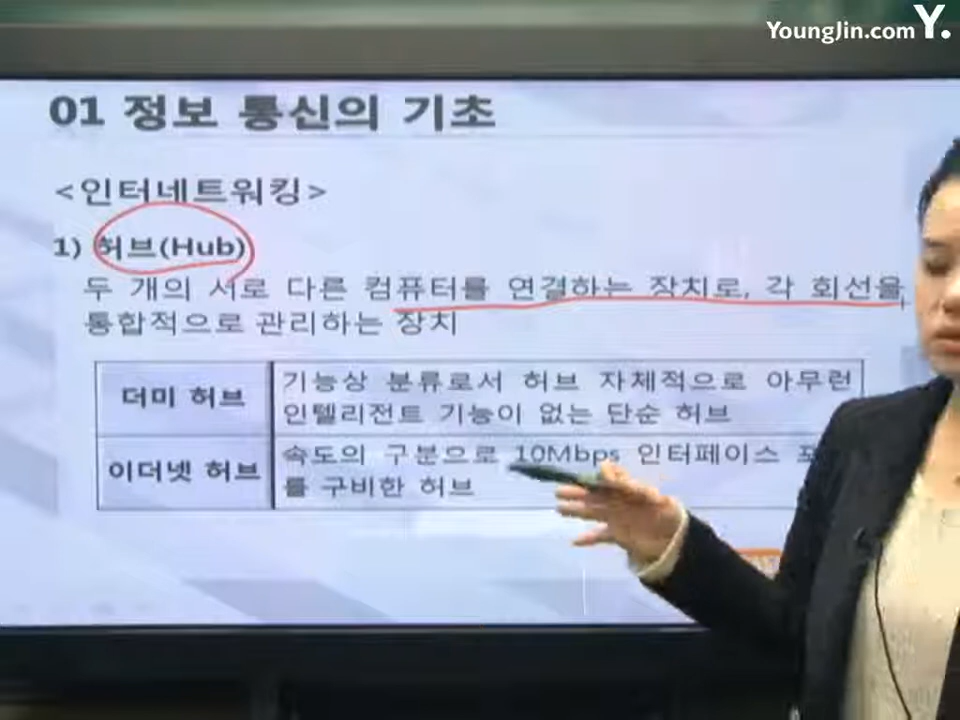 YoungJin.com Y.
01 정보 통신의 기초
<인터네트워킹>
1) 허브(Hub)
두 개의 서로 다른 컴퓨터를 연결하는 장치로, 각 회선을
통합적으로 관리하는 장치
더미 허브
기능상 분류로서 허브 자체적으로 아무런
인텔리전트 기능이 없는 단순 허브
이더넷 허브
속도의 구분으로 10Mbps 인터페이스
를 구비한 허브